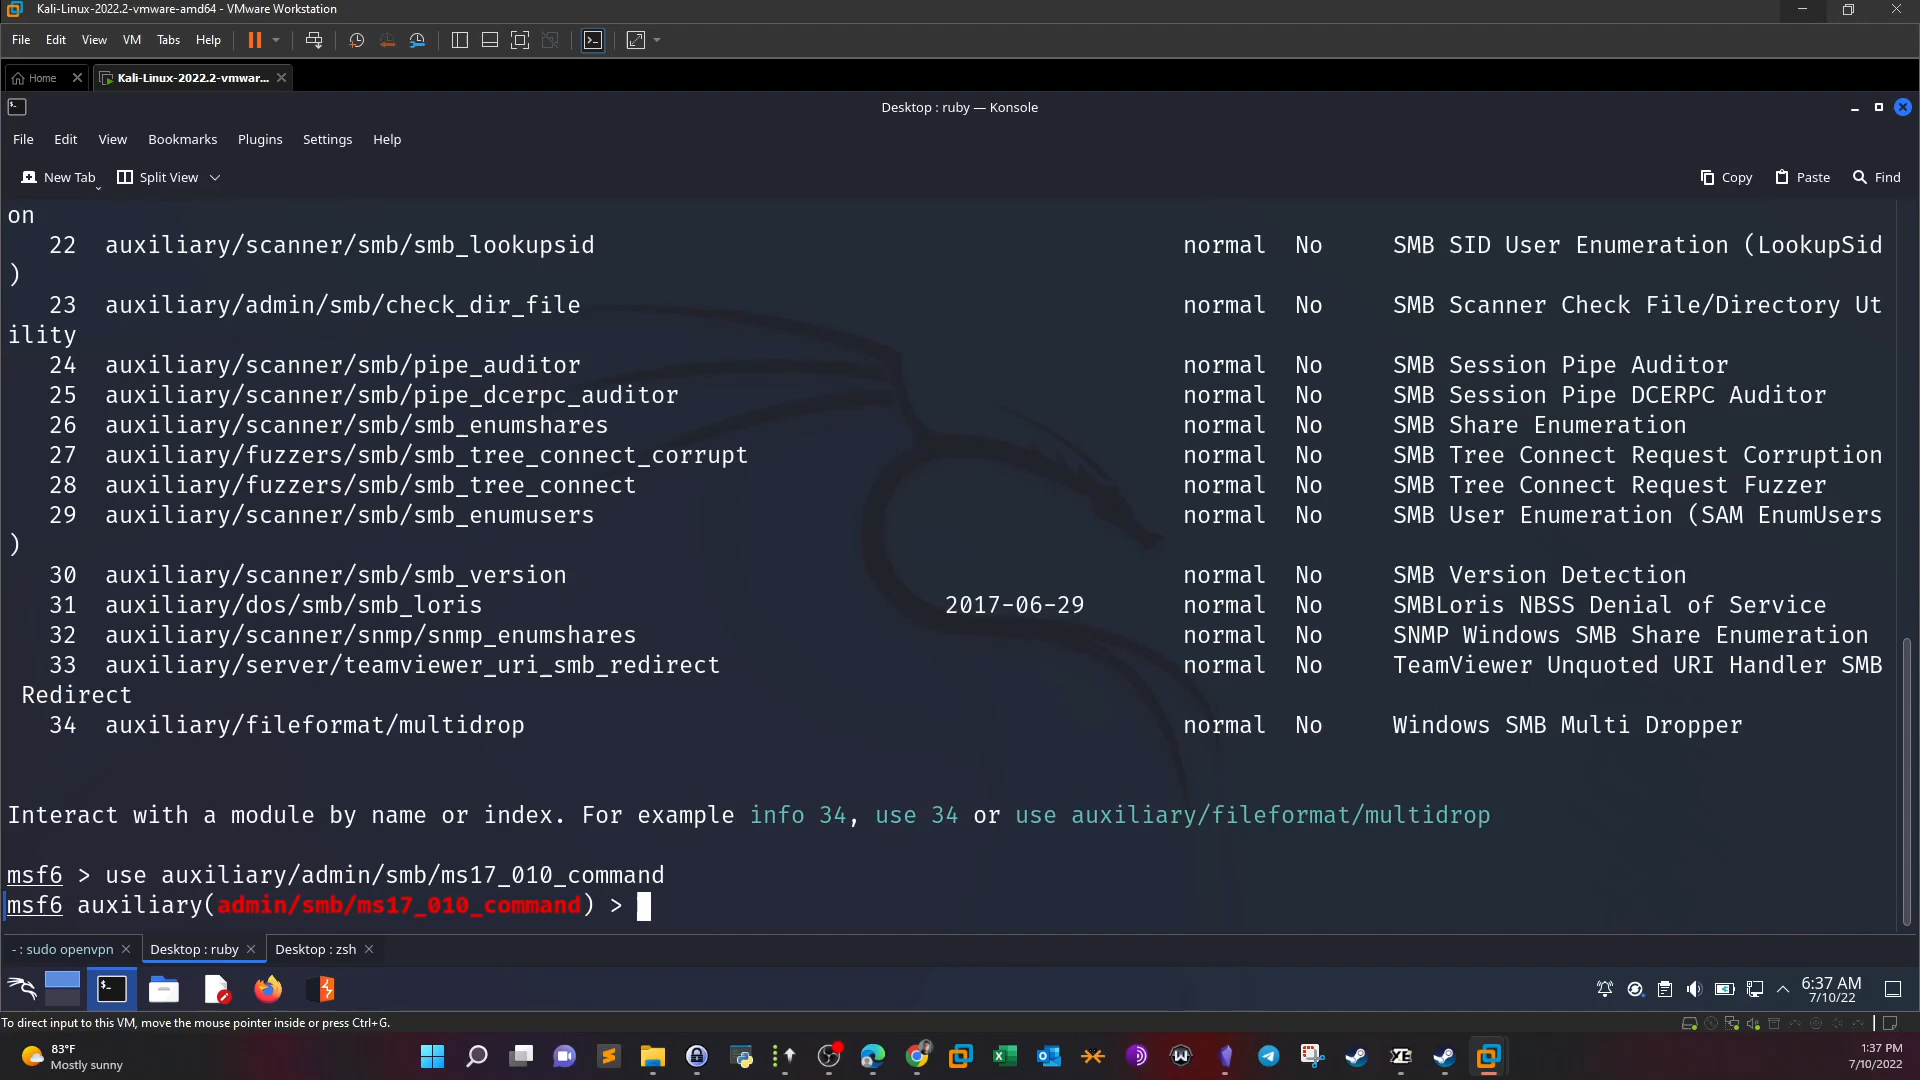 Kali-Linux-2022.2-vmware-amd64 - VMware Workstation
File Edit View VM Tabs Help
Home Kali-Linux-2022.2-vmwar...
Desktop : ruby — Konsole
File Edit View Bookmarks Plugins Settings Help
New Tab Split View Copy Paste Find
on
22 auxiliary/scanner/smb/smb_lookupsid normal No SMB SID User Enumeration (LookupSid
)
23 auxiliary/admin/smb/check_dir_file normal No SMB Scanner Check File/Directory Ut
ility
24 auxiliary/scanner/smb/pipe_auditor normal No SMB Session Pipe Auditor
25 auxiliary/scanner/smb/pipe_dcerpc_auditor normal No SMB Session Pipe DCERPC Auditor
26 auxiliary/scanner/smb/smb_enumshares normal No SMB Share Enumeration
27 auxiliary/fuzzers/smb/smb_tree_connect_corrupt normal No SMB Tree Connect Request Corruption
28 auxiliary/fuzzers/smb/smb_tree_connect normal No SMB Tree Connect Request Fuzzer
29 auxiliary/scanner/smb/smb_enumusers normal No SMB User Enumeration (SAM EnumUsers
)
30 auxiliary/scanner/smb/smb_version normal No SMB Version Detection
31 auxiliary/dos/smb/smb_loris 2017-06-29 normal No SMBLoris NBSS Denial of Service
32 auxiliary/scanner/snmp/snmp_enumshares normal No SNMP Windows SMB Share Enumeration
33 auxiliary/server/teamviewer_uri_smb_redirect normal No TeamViewer Unquoted URI Handler SMB
Redirect
34 auxiliary/fileformat/multidrop normal No Windows SMB Multi Dropper
Interact with a module by name or index. For example info 34, use 34 or use auxiliary/fileformat/multidrop
msf6 > use auxiliary/admin/smb/ms17_010_command
msf6 auxiliary(admin/smb/ms17_010_command) >
- : sudo openvpn Desktop : ruby Desktop : zsh
6:37 AM
7/10/22
To direct input to this VM, move the mouse pointer inside or press Ctrl+G.
83°F
Mostly sunny
1:37 PM
7/10/2022